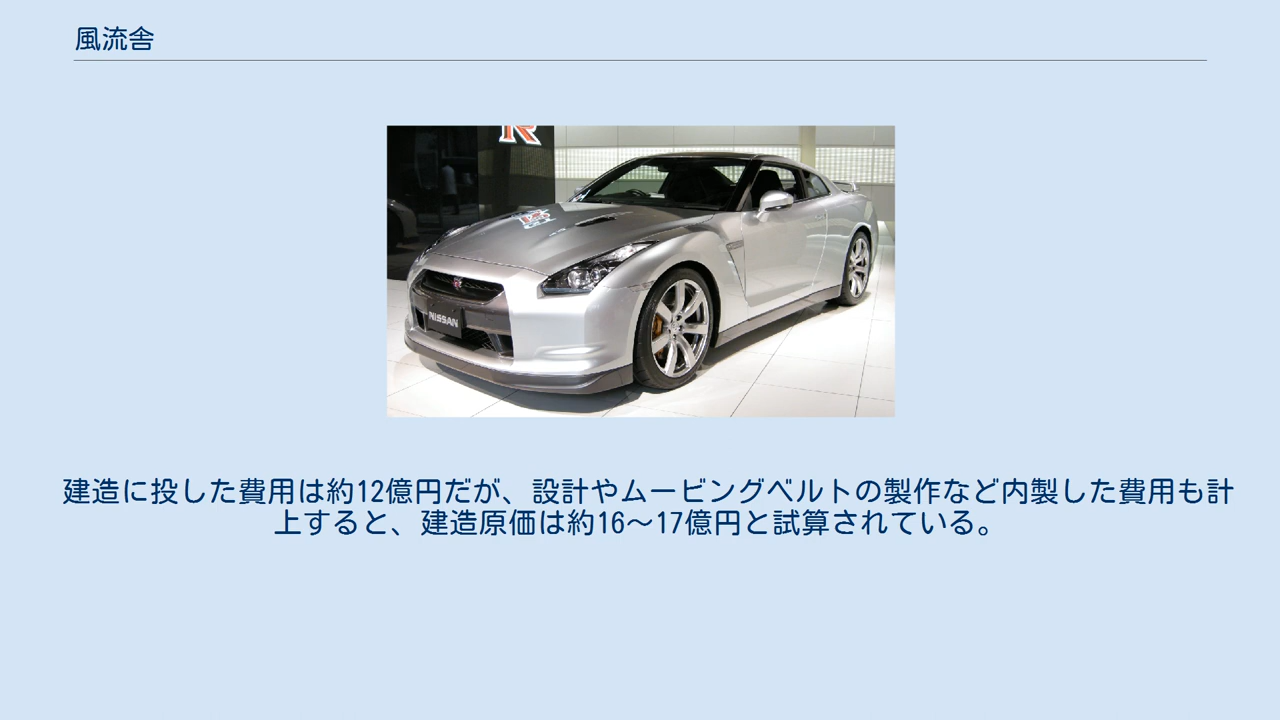 風流舎
R
NISSAN
建造に投した費用は約12億円だが、設計やムービングベルトの製作など内製した費用も計
上すると、建造原価は約16〜17億円と試算されている。